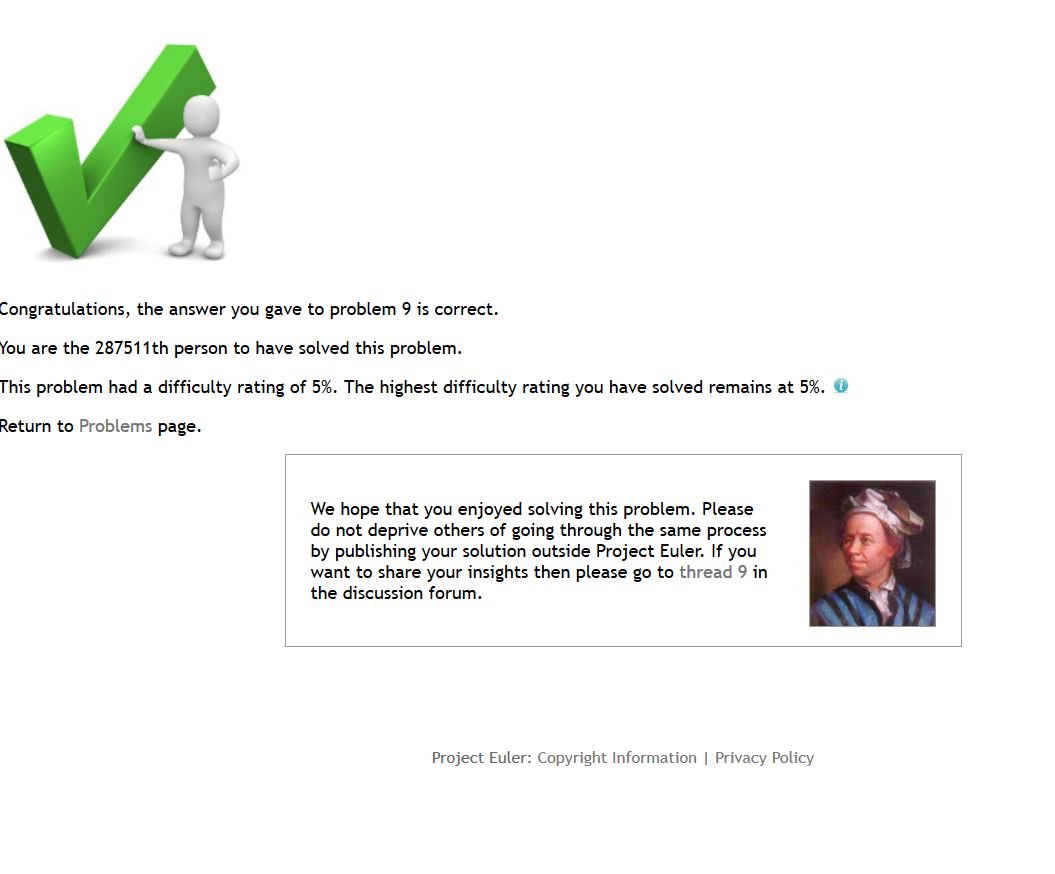 Congratulations, the answer you gave to problem 9 is correct.
You are the 287511th person to have solved this problem.
This problem had a difficulty rating of 5%. The highest difficulty rating you have solved remains at 5%.
Return to Problems page.
We hope that you enjoyed solving this problem. Please
do not deprive others of going through the same process
by publishing your solution outside Project Euler. If you
want to share your insights then please go to thread 9 in
the discussion forum.
Project Euler: Copyright Information | Privacy Policy